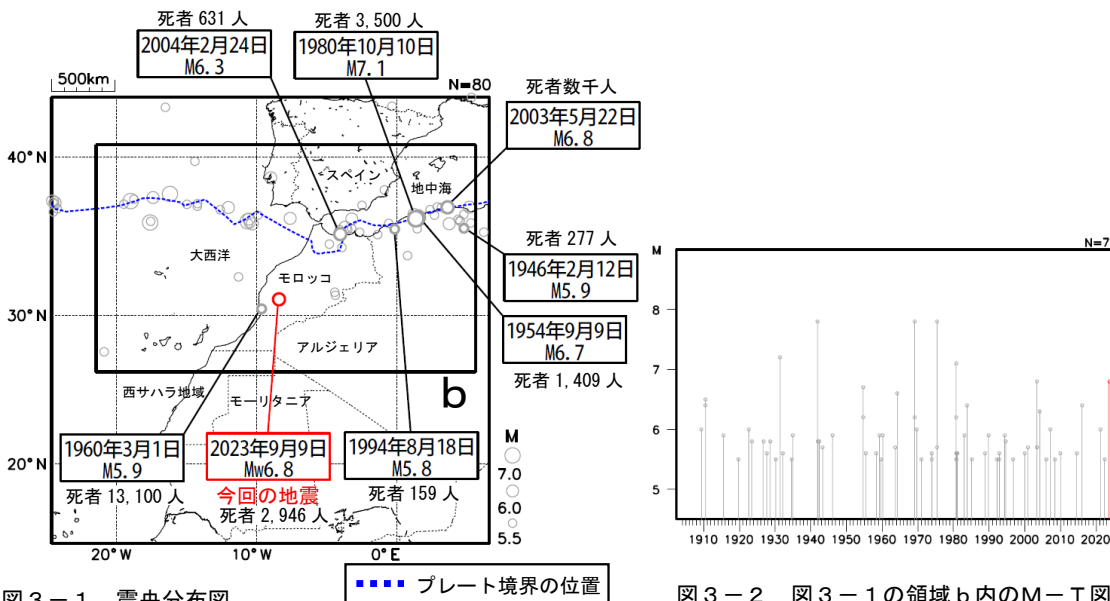 死者 631 人
2004年2月24日
M6.3
死者 3,500 人
1980年10月10日
M7.1
500km
N=80
死者数千人
2003年5月22日
M6.8
40°N
スペイン
地中海
大西洋
モロッコ
死者 277 人
1946年2月12日
M5.9
30°N
アルジェリア
1954年9月9日
M6.7
死者 1,409 人
西サハラ地域
モーリタニア
b
1960年3月1日
M5.9
死者 13,100 人
2023年9月9日
Mw6.8
今回の地震
死者 2,946 人
1994年8月18日
M5.8
死者 159 人
20°N
M
7.0
6.0
5.5
20°W
10°W
0°E
プレート境界の位置
図3-1 震央分布図
M
N=7
8
7
6
5
1910 1920 1930 1940 1950 1960 1970 1980 1990 2000 2010 2020
図3-2 図3-1の領域b内のM-T図